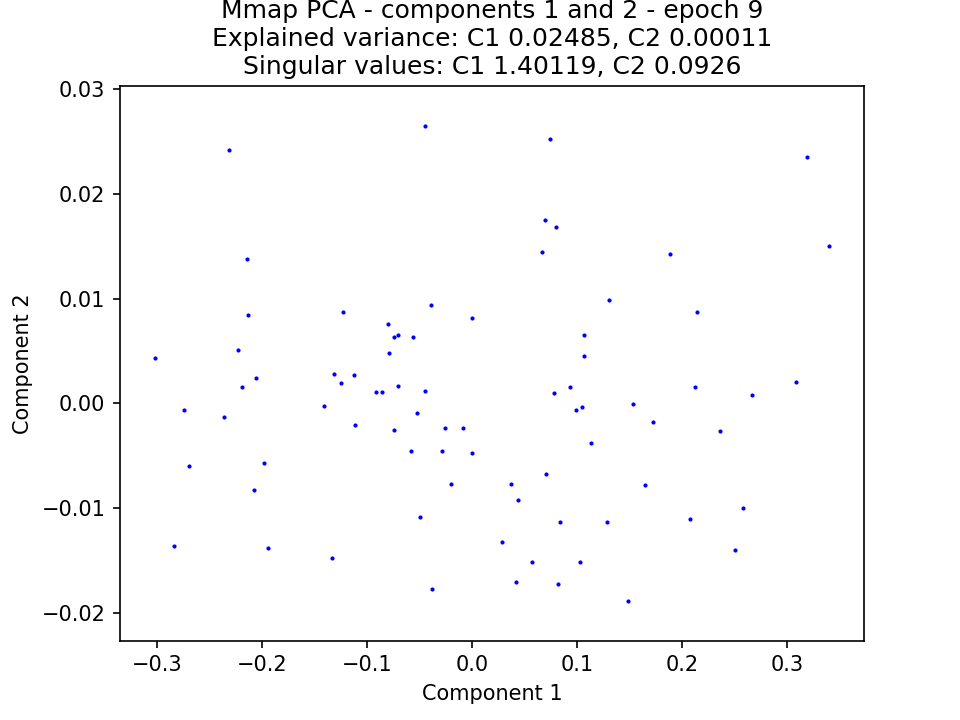 Mmap PCA - components 1 and 2 - epoch 9
Explained variance: C1 0.02485, C2 0.00011
Singular values: C1 1.40119, C2 0.0926
0.03
0.02
0.01
0.00
−0.01
−0.02
Component 2
−0.3
−0.2
−0.1
0.0
0.1
0.2
0.3
Component 1